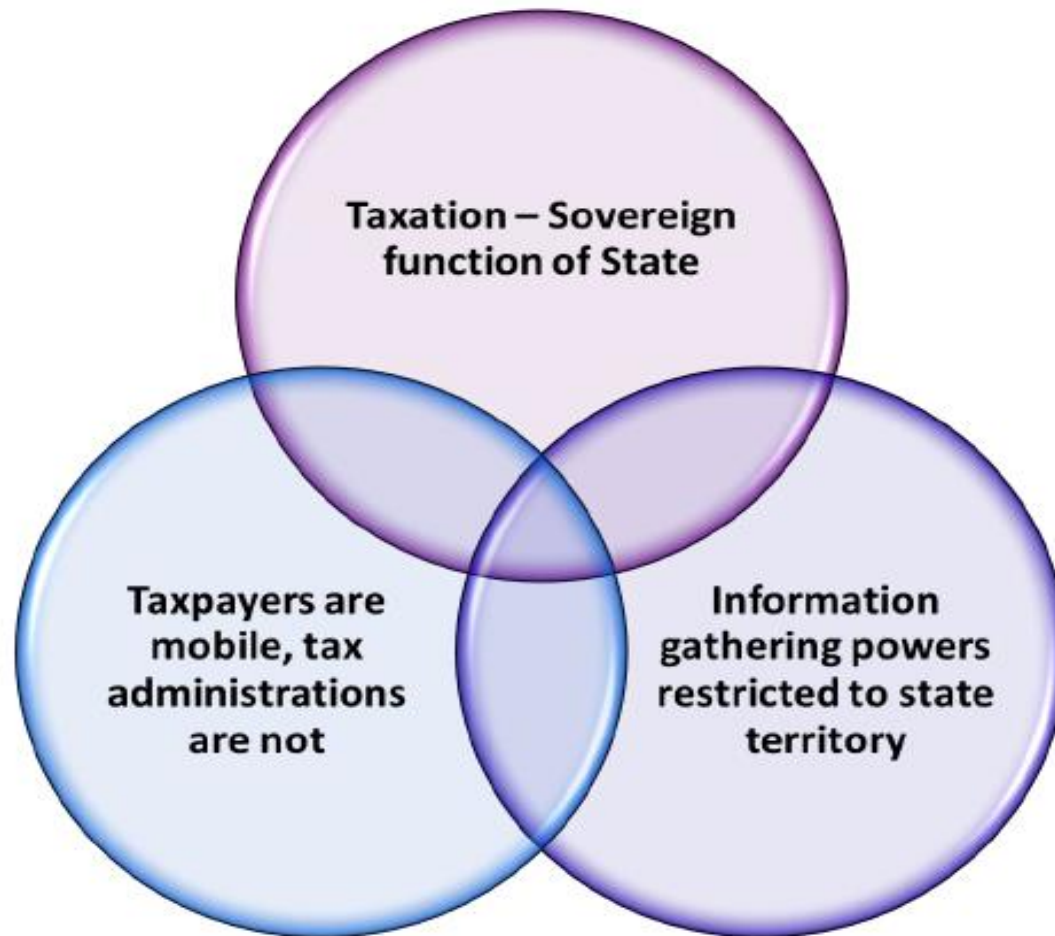 Taxation – Sovereign
function of State
Taxpayers are
mobile, tax
administrations
are not
Information
gathering powers
restricted to state
territory